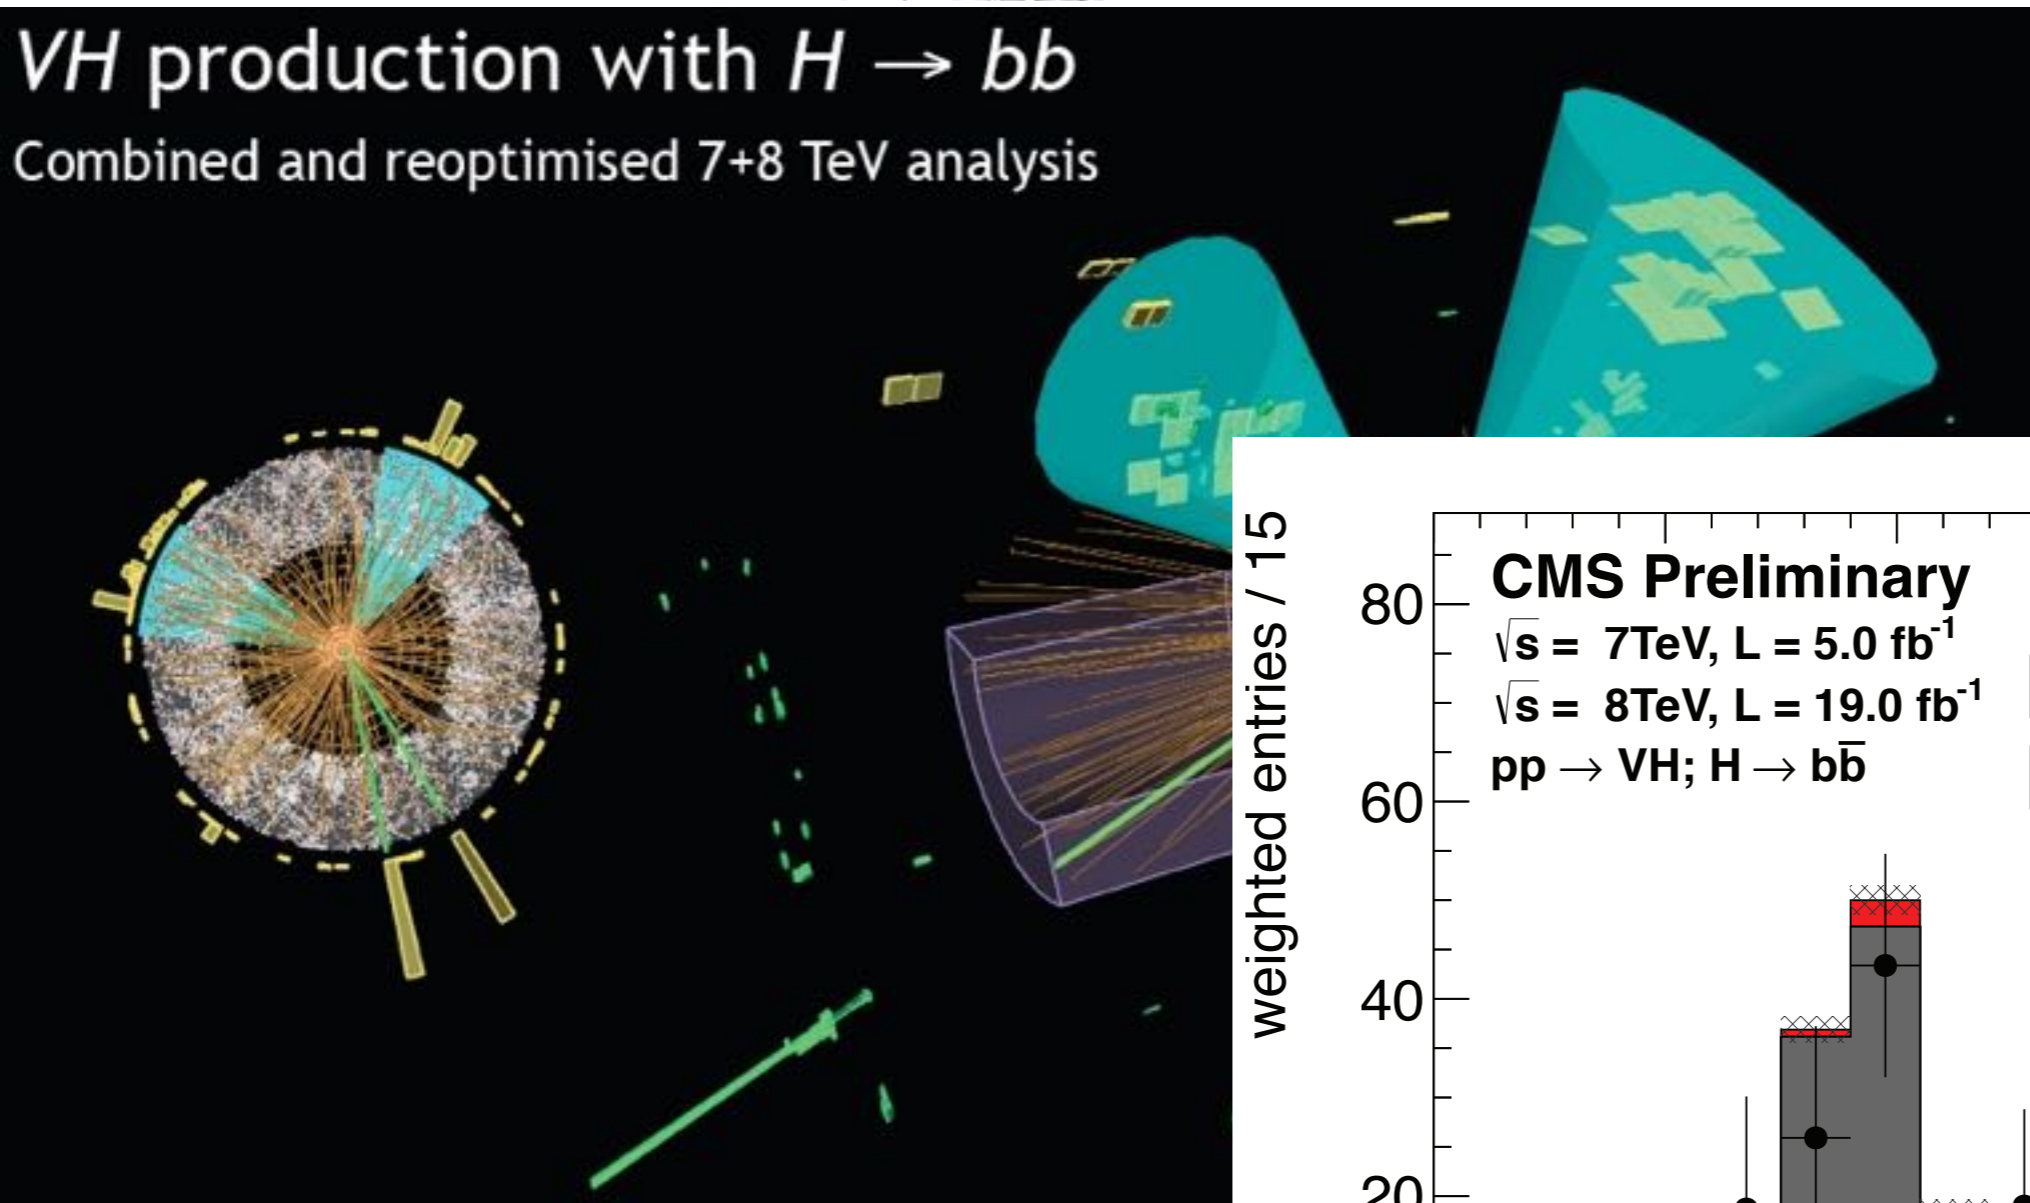 VH production with H → bb
Combined and reoptimised 7+8 TeV analysis
weighted entries / 15
80
60
40
20
CMS Preliminary
√s = 7TeV, L = 5.0 fb⁻¹
√s = 8TeV, L = 19.0 fb⁻¹
pp → VH; H → bb̅